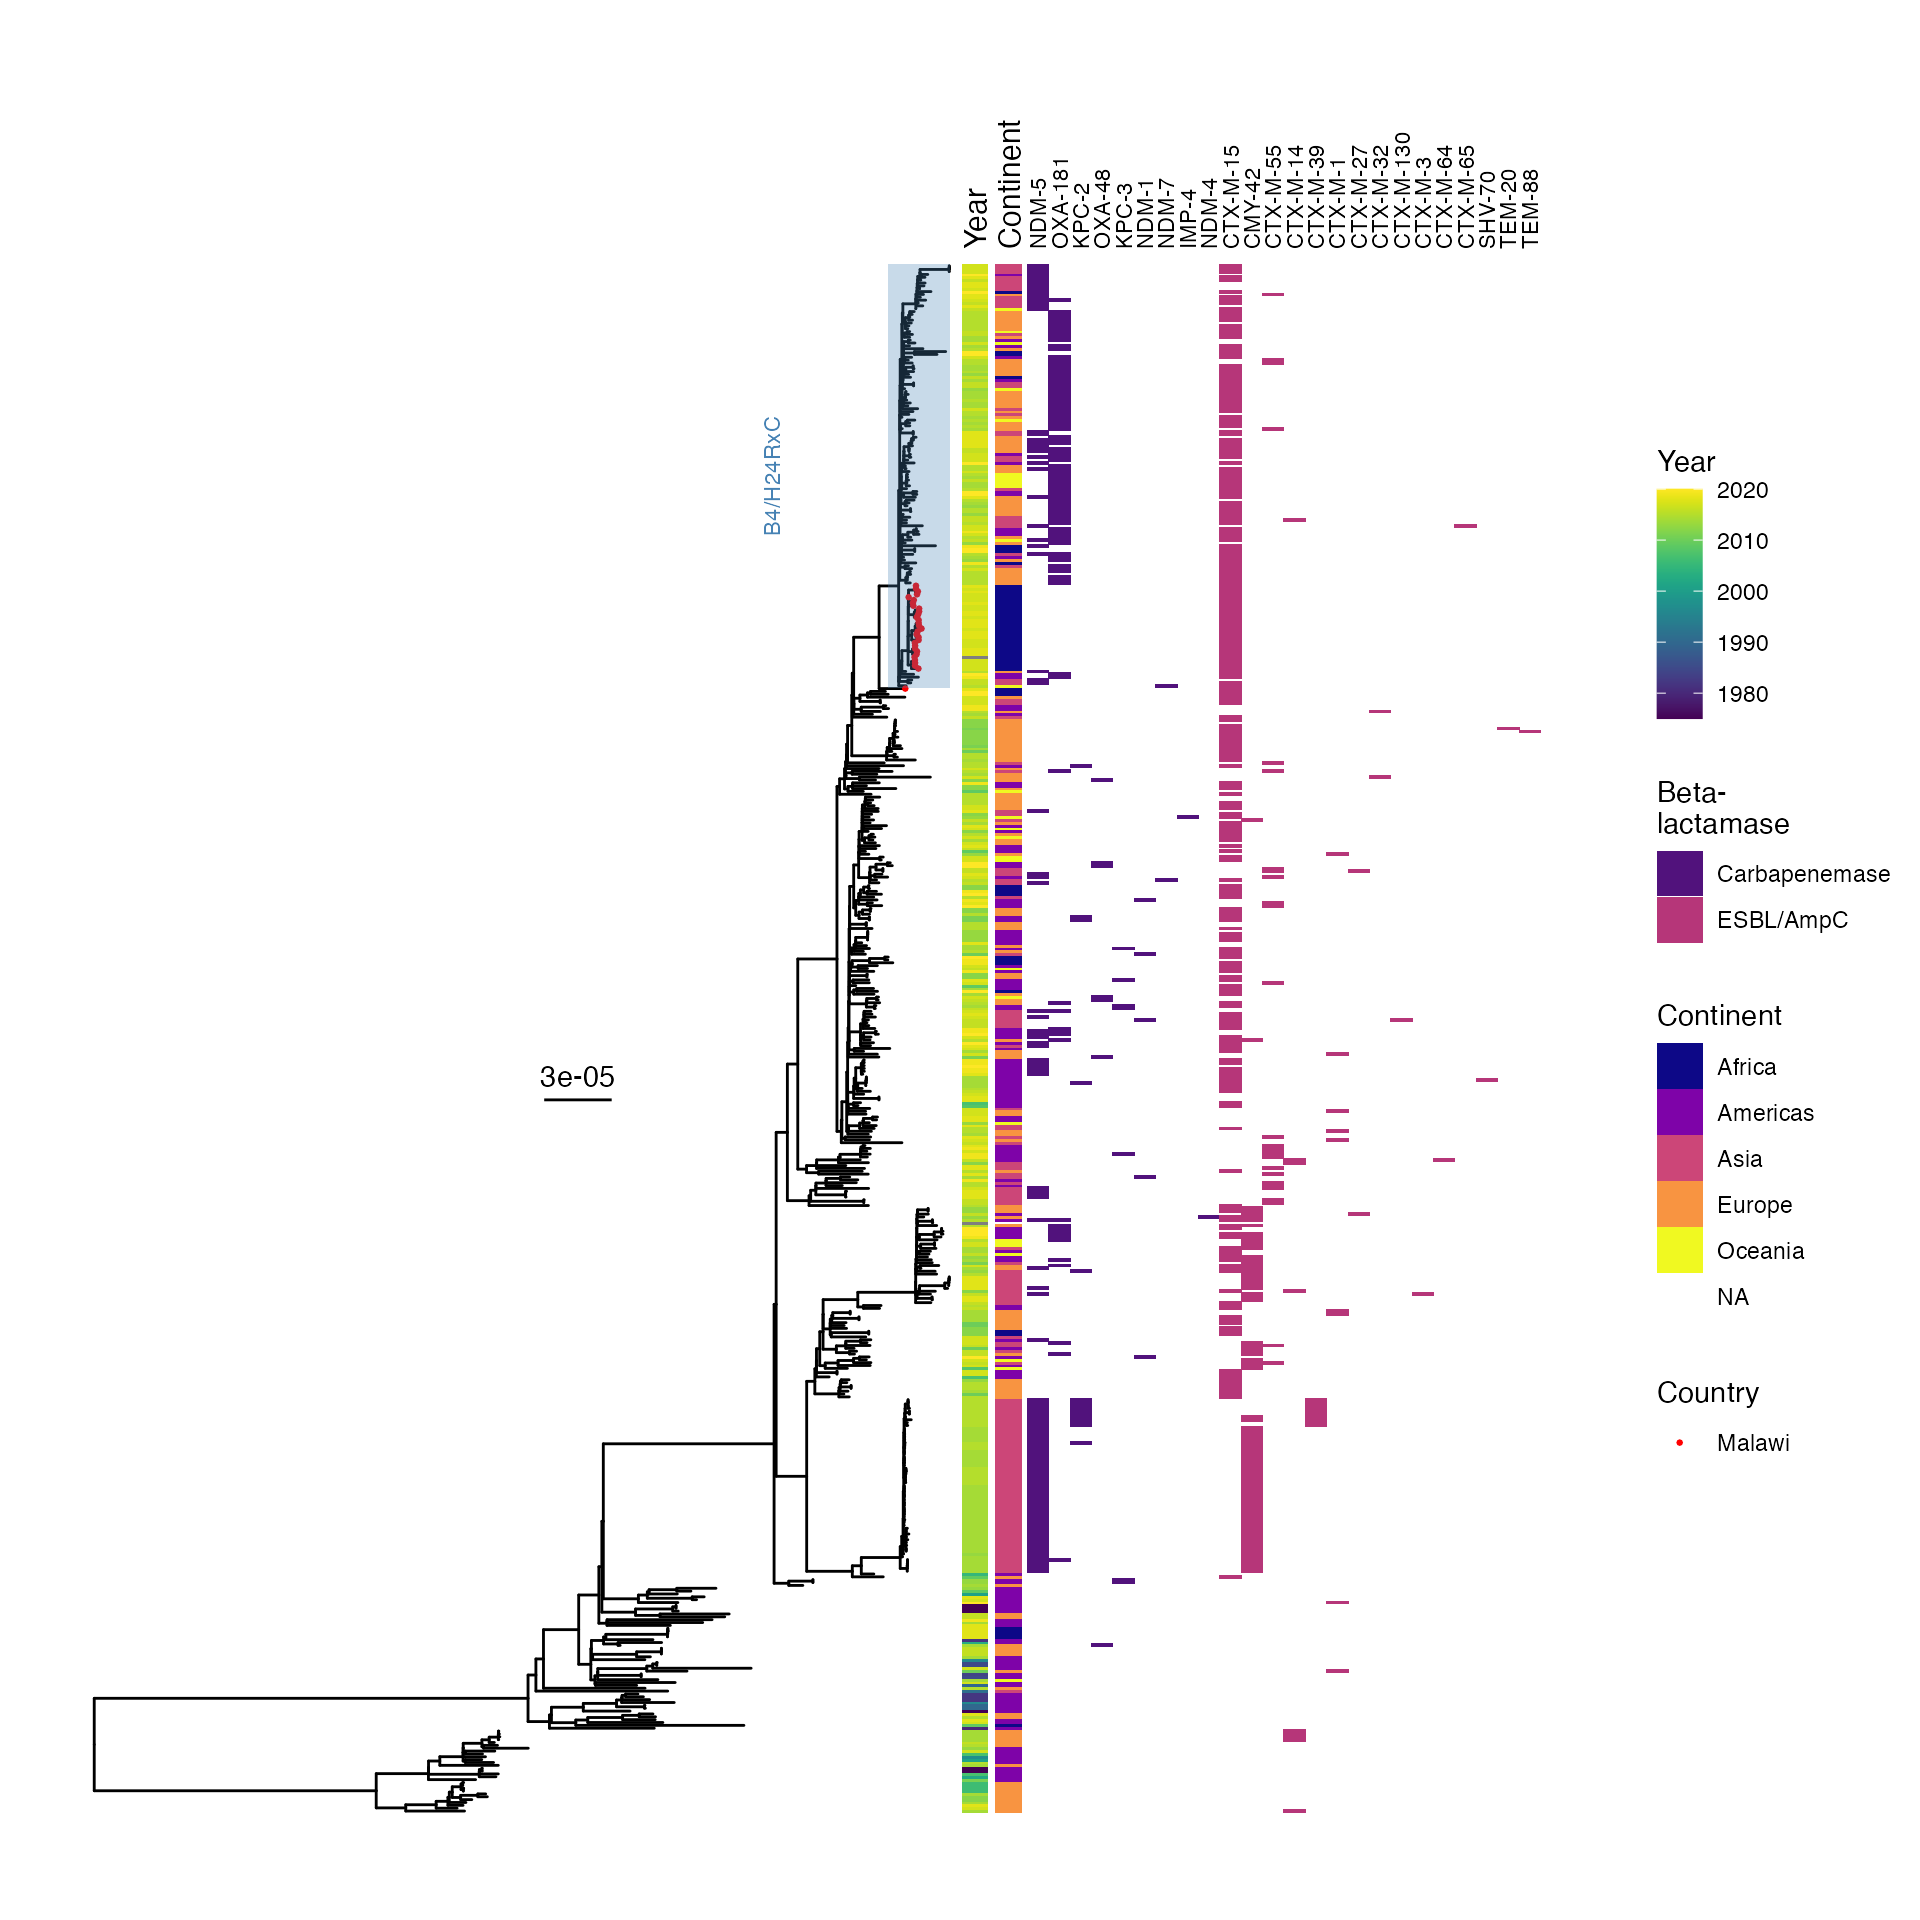 Year
Continent
NDM-5
OXA-181
KPC-2
OXA-48
KPC-3
NDM-1
NDM-7
IMP-4
NDM-4
CTX-M-15
CMY-42
CTX-M-55
CTX-M-14
CTX-M-39
CTX-M-1
CTX-M-27
CTX-M-32
CTX-M-130
CTX-M-3
CTX-M-64
CTX-M-65
SHV-70
TEM-20
TEM-88
B4/H24RxC
3e-05
Year
2020
2010
2000
1990
1980
Beta-
lactamase
Carbapenemase
ESBL/AmpC
Continent
Africa
Americas
Asia
Europe
Oceania
NA
Country
Malawi